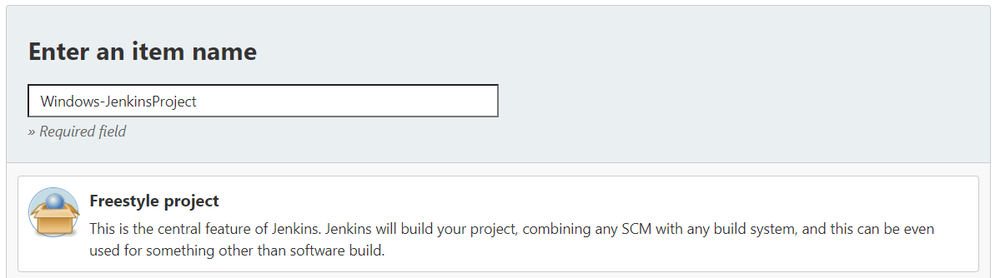 Enter an item name
Windows-JenkinsProject
» Required field
Freestyle project
This is the central feature of Jenkins. Jenkins will build your project, combining any SCM with any build system, and this can be even
used for something other than software build.